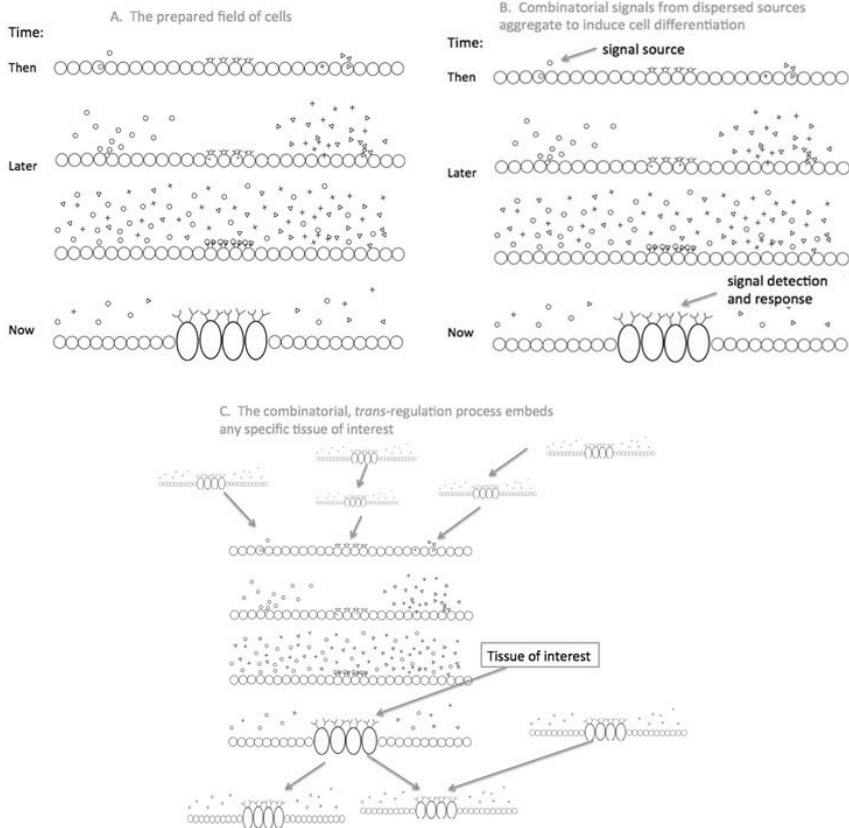 A. The prepared field of cells
Time:
Then
Later
Now
B. Combinatorial signals from dispersed sources
aggregate to induce cell differentiation
Time:
signal source
Then
Later
signal detection
and response
Now
C. The combinatorial, trans-regulation process embeds
any specific tissue of interest
Tissue of interest